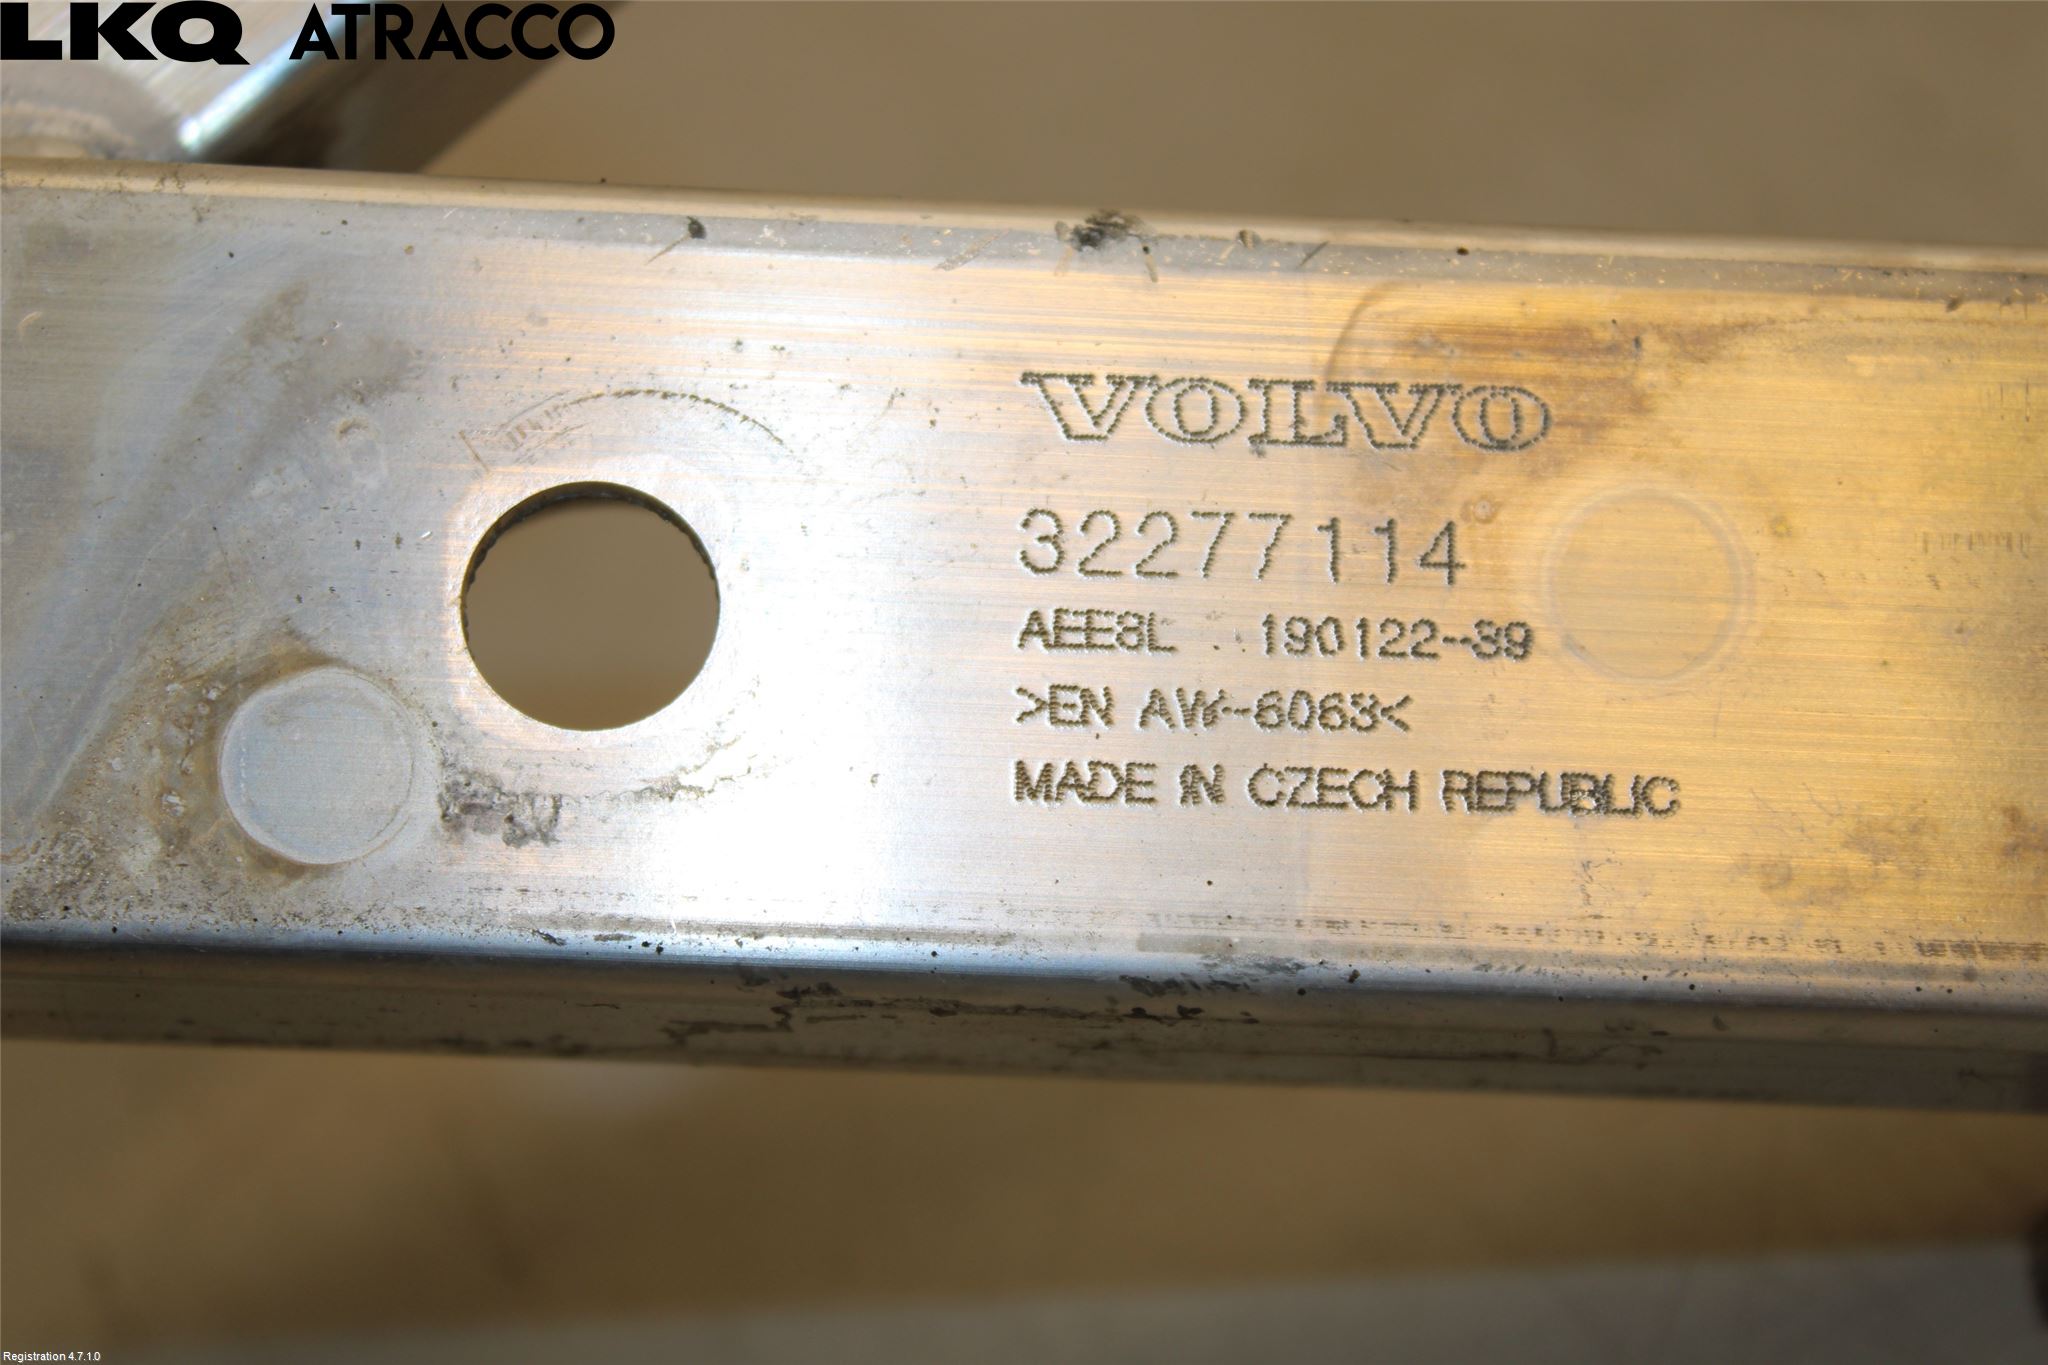 LKQ ATRACCO
VOLVO
32277114
AEE8L 190122-39
>EN AW-6063<
MADE IN CZECH REPUBLIC
Registration 4.7.1.0